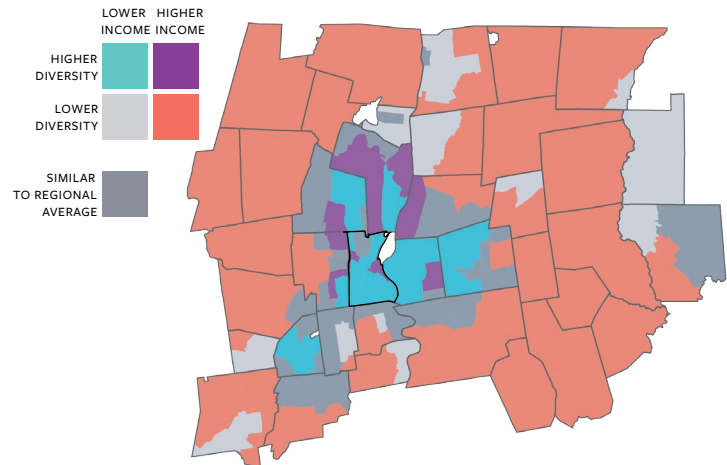 LOWER INCOME
HIGHER INCOME
HIGHER DIVERSITY
LOWER DIVERSITY
SIMILAR TO REGIONAL AVERAGE